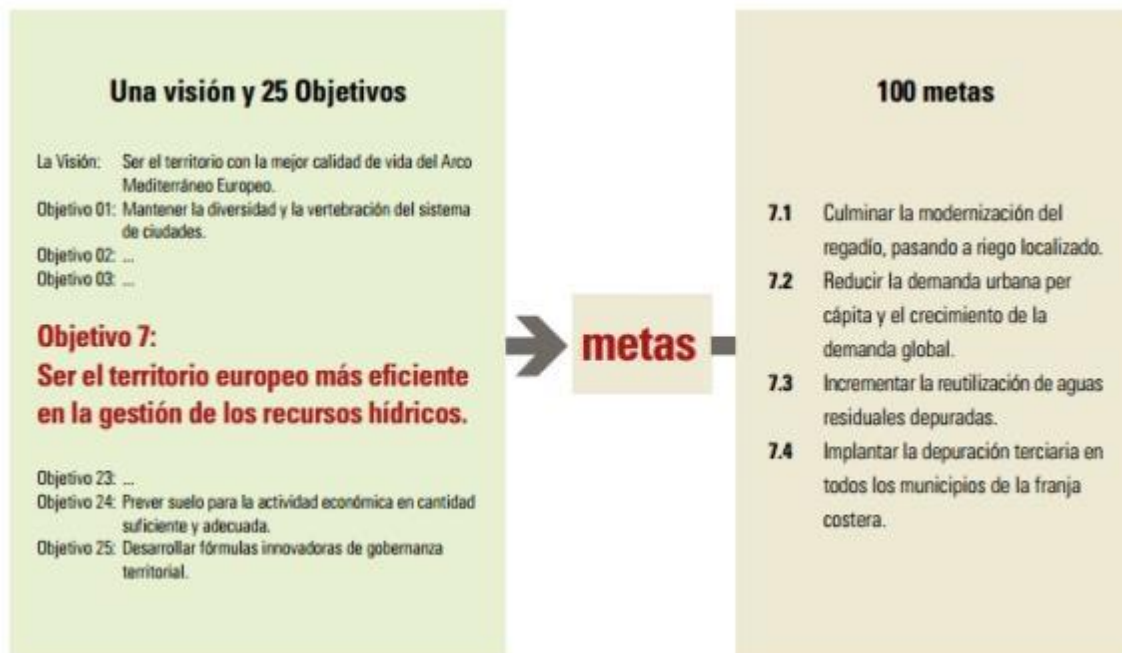 Una visión y 25 Objetivos
La Visión: Ser el territorio con la mejor calidad de vida del Arco
Mediterráneo Europeo.
Objetivo 01: Mantener la diversidad y la vertebración del sistema
de ciudades.
Objetivo 02: ...
Objetivo 03: ...
Objetivo 7:
Ser el territorio europeo más eficiente
en la gestión de los recursos hídricos.
Objetivo 23: ...
Objetivo 24: Prever suelo para la actividad económica en cantidad
suficiente y adecuada.
Objetivo 25: Desarrollar fórmulas innovadoras de gobernanza
territorial.
metas
100 metas
7.1 Culminar la modernización del
regadío, pasando a riego localizado.
7.2 Reducir la demanda urbana per
cápita y el crecimiento de la
demanda global.
7.3 Incrementar la reutilización de aguas
residuales depuradas.
7.4 Implantar la depuración terciaria en
todos los municipios de la franja
costera.